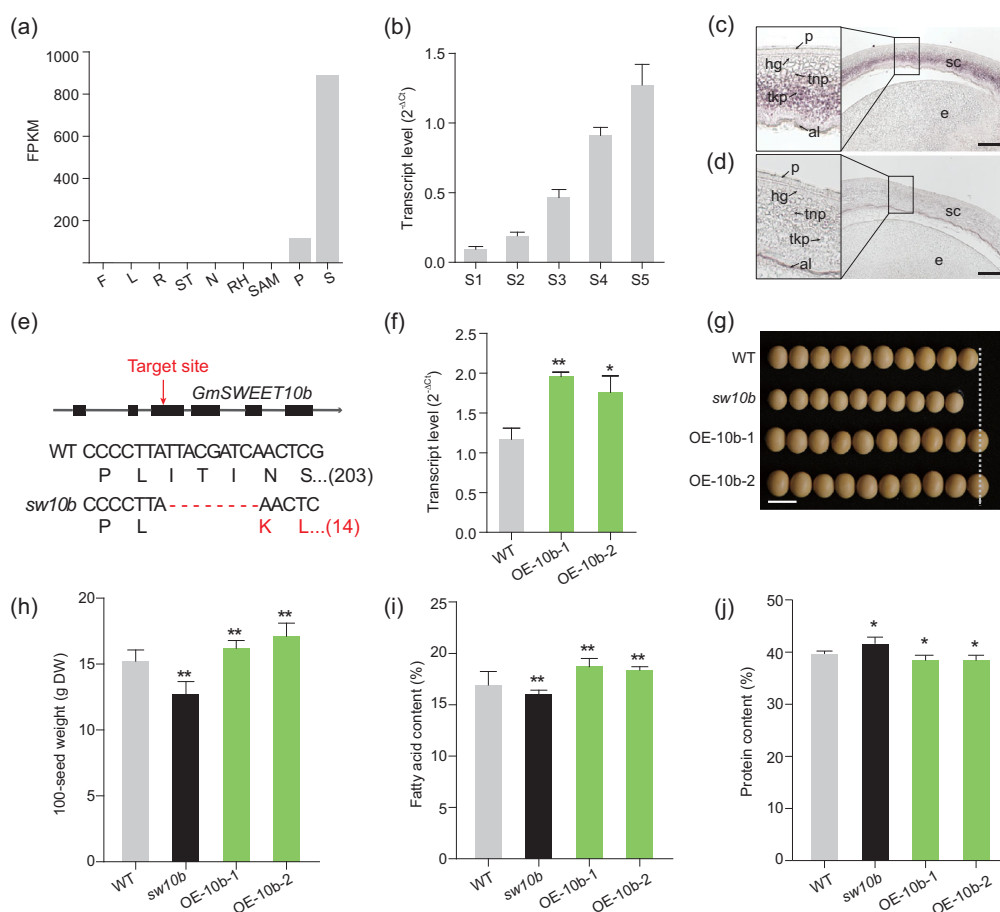 (a)
FPKM
1000
800
600
400
200
F L R ST N RH SAM P S
(b)
Transcript level (2^-ΔCt)
1.5
1.0
0.5
0.0
S1 S2 S3 S4 S5
(c)
p
hg
tnp
tkp
al
sc
e
(d)
p
hg
tnp
tkp
al
sc
e
(e)
Target site
GmSWEET10b
WT CCCCTTATTACGATCAACTCG
P L I T I N S...(203)
sw10b CCCCTTA---------AACTC
P L K L...(14)
(f)
Transcript level (2^-ΔCt)
2.5
2.0
1.5
2.0
1.5
**
*
WT OE-10b-1 OE-10b-2
(g)
WT
sw10b
OE-10b-1
OE-10b-2
(h)
100-seed weight (g DW)
20
15
10
5
0
**
**
**
WT sw10b OE-10b-1 OE-10b-2
(i)
Fatty acid content (%)
25
20
15
10
5
0
**
**
**
WT sw10b OE-10b-1 OE-10b-2
(j)
Protein content (%)
50
40
30
20
10
0
*
*
*
WT sw10b OE-10b-1 OE-10b-2